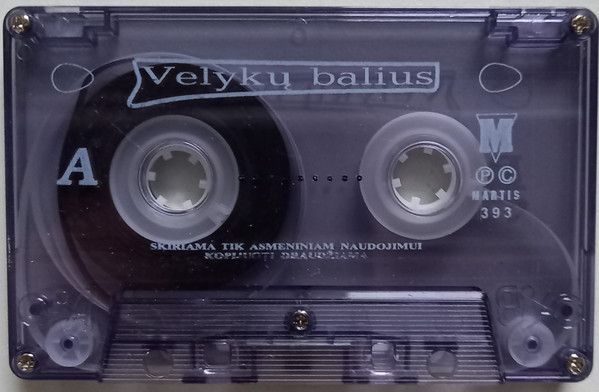 Velykų balius
A
M
Ⓟ ©
MARTIS
393
SKIRIAMA TIK ASMENINIAM NAUDOJIMUI
KOPIJUOTI DRAUDŽIAMA